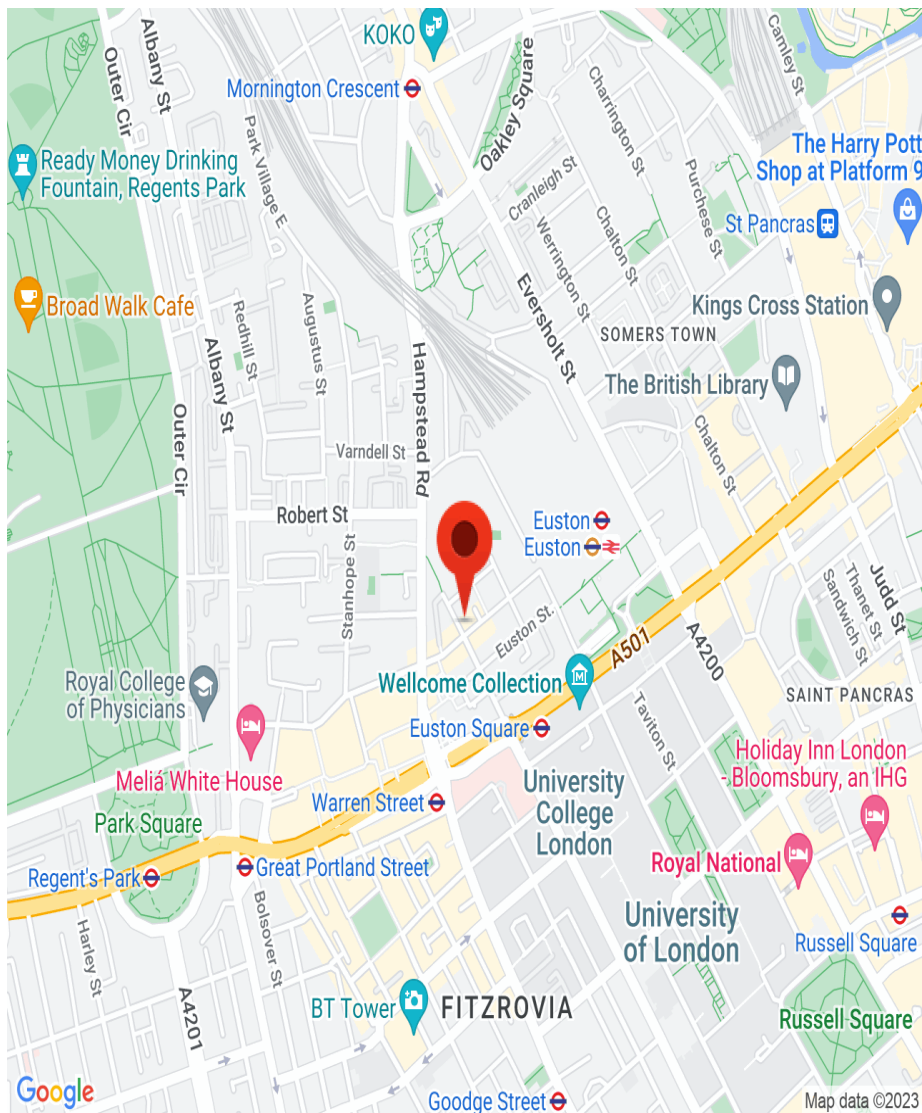 KOKO
Albany St
Outer Cir
Camley St
Mornington Crescent
Oakley Square
Charrington St
Park Village E
The Harry Pott
Shop at Platform 9
Ready Money Drinking
Fountain, Regents Park
Cranleigh St
Purchese St
Chalton St
St Pancras
Werrington St
Broad Walk Cafe
Eversholt St
Kings Cross Station
Redhill St
Augustus St
SOMERS TOWN
Albany St
Hampstead Rd
The British Library
Outer Cir
Varndell St
Chalton St
Robert St
Euston
Euston
Stanhope St
Judd St
Thanet St
Sandwich St
Euston St.
A501
A4200
Royal College
of Physicians
Wellcome Collection
SAINT PANCRAS
Taviton St
Euston Square
Meliá White House
Holiday Inn London
- Bloomsbury, an IHG
University
College
London
Warren Street
Park Square
Royal National
Regent's Park
Great Portland Street
Harley St
Bolsover St
University
of London
Russell Square
A4201
BT Tower
FITZROVIA
Russell Square
Google
Goodge Street
Map data ©2023